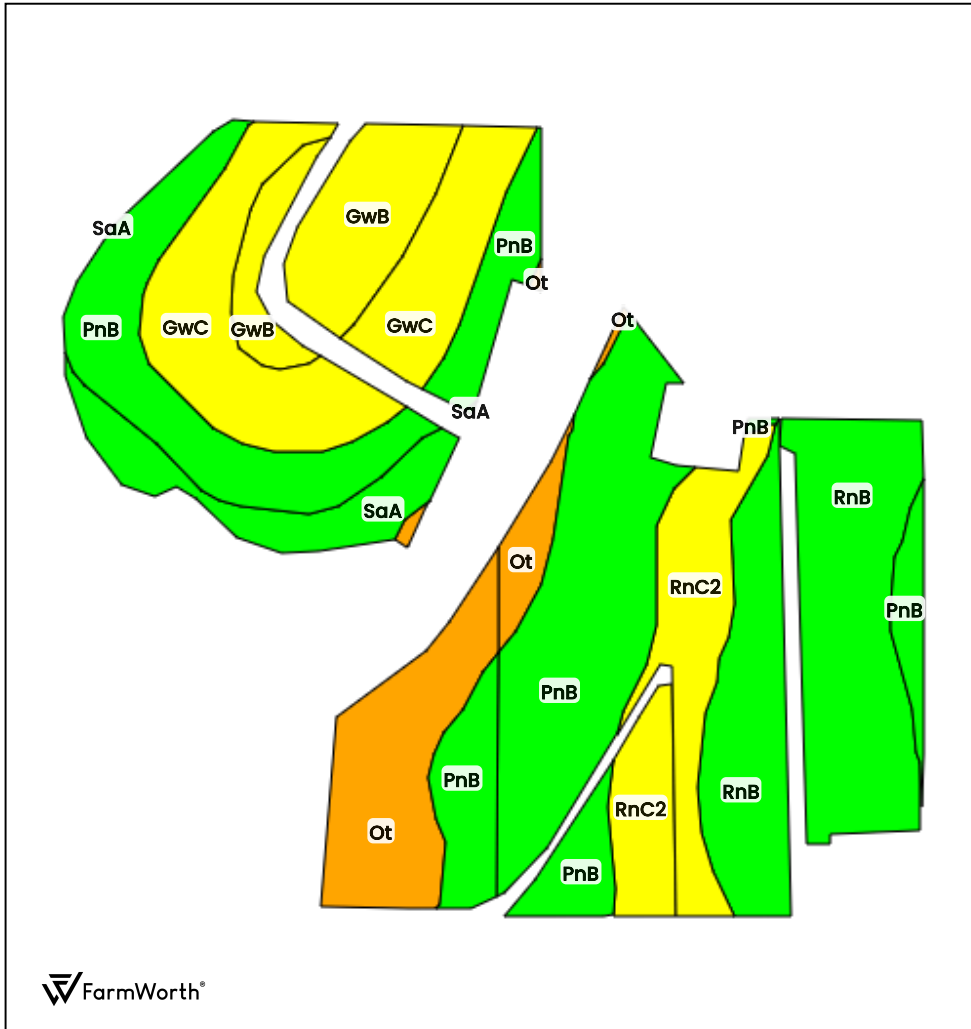 GwB
SaA
PnB
Ot
Ot
PnB
GwC
GwB
GwC
SaA
PnB
RnB
SaA
Ot
RnC2
PnB
PnB
PnB
RnB
RnC2
Ot
PnB
FarmWorth®